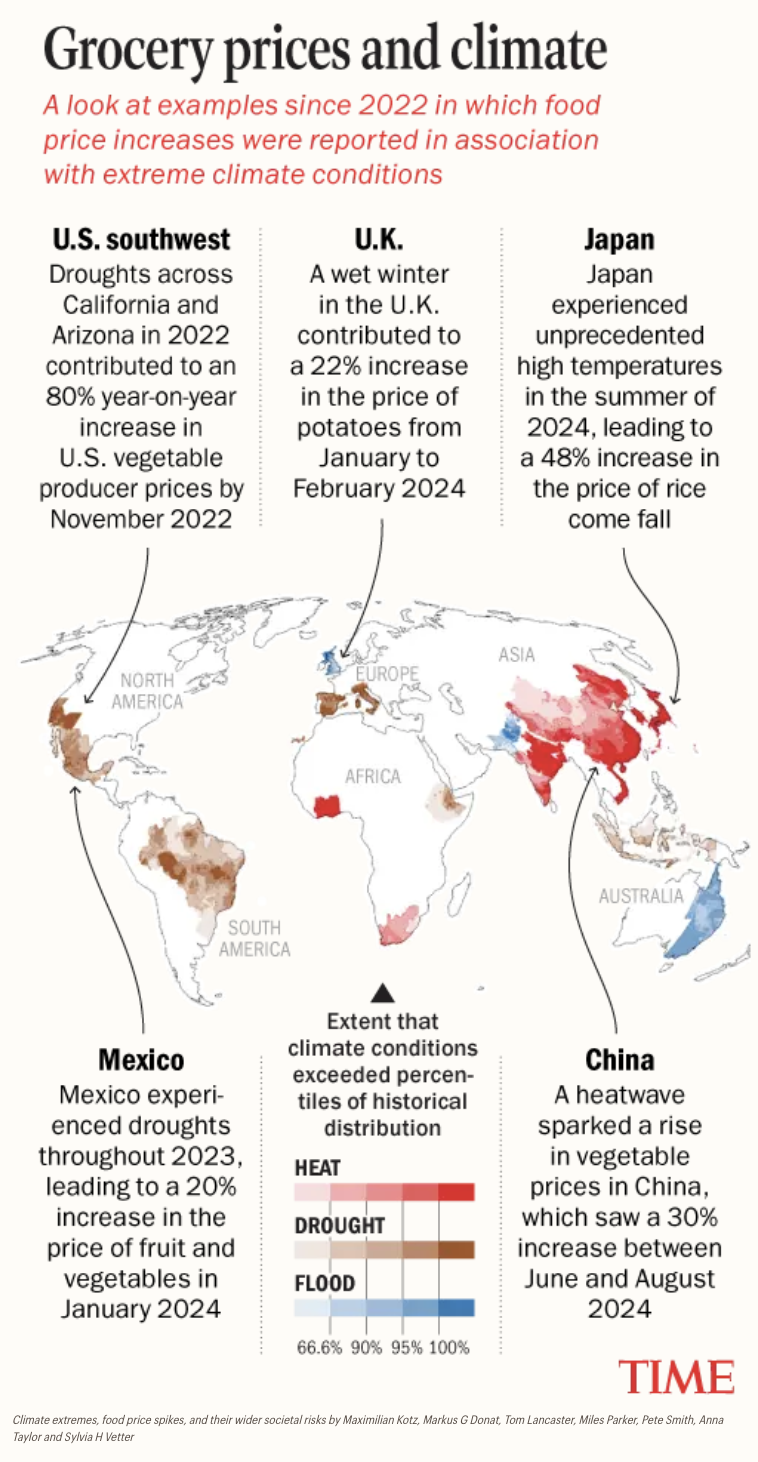 Grocery prices and climate
A look at examples since 2022 in which food
price increases were reported in association
with extreme climate conditions
U.S. southwest
Droughts across
California and
Arizona in 2022
contributed to an
80% year-on-year
increase in
U.S. vegetable
producer prices by
November 2022
U.K.
A wet winter
in the U.K.
contributed to
a 22% increase
in the price of
potatoes from
January to
February 2024
Japan
Japan
experienced
unprecedented
high temperatures
in the summer of
2024, leading to
a 48% increase in
the price of rice
come fall
NORTH
AMERICA
EUROPE
ASIA
AFRICA
SOUTH
AMERICA
AUSTRALIA
Mexico
Mexico experi-
enced droughts
throughout 2023,
leading to a 20%
increase in the
price of fruit and
vegetables in
January 2024
Extent that
climate conditions
exceeded percen-
tiles of historical
distribution
HEAT
DROUGHT
FLOOD
66.6% 90% 95% 100%
China
A heatwave
sparked a rise
in vegetable
prices in China,
which saw a 30%
increase between
June and August
2024
TIME
Climate extremes, food price spikes, and their wider societal risks by Maximilian Kotz, Markus G Donat, Tom Lancaster, Miles Parker, Pete Smith, Anna
Taylor and Sylvia H Vetter